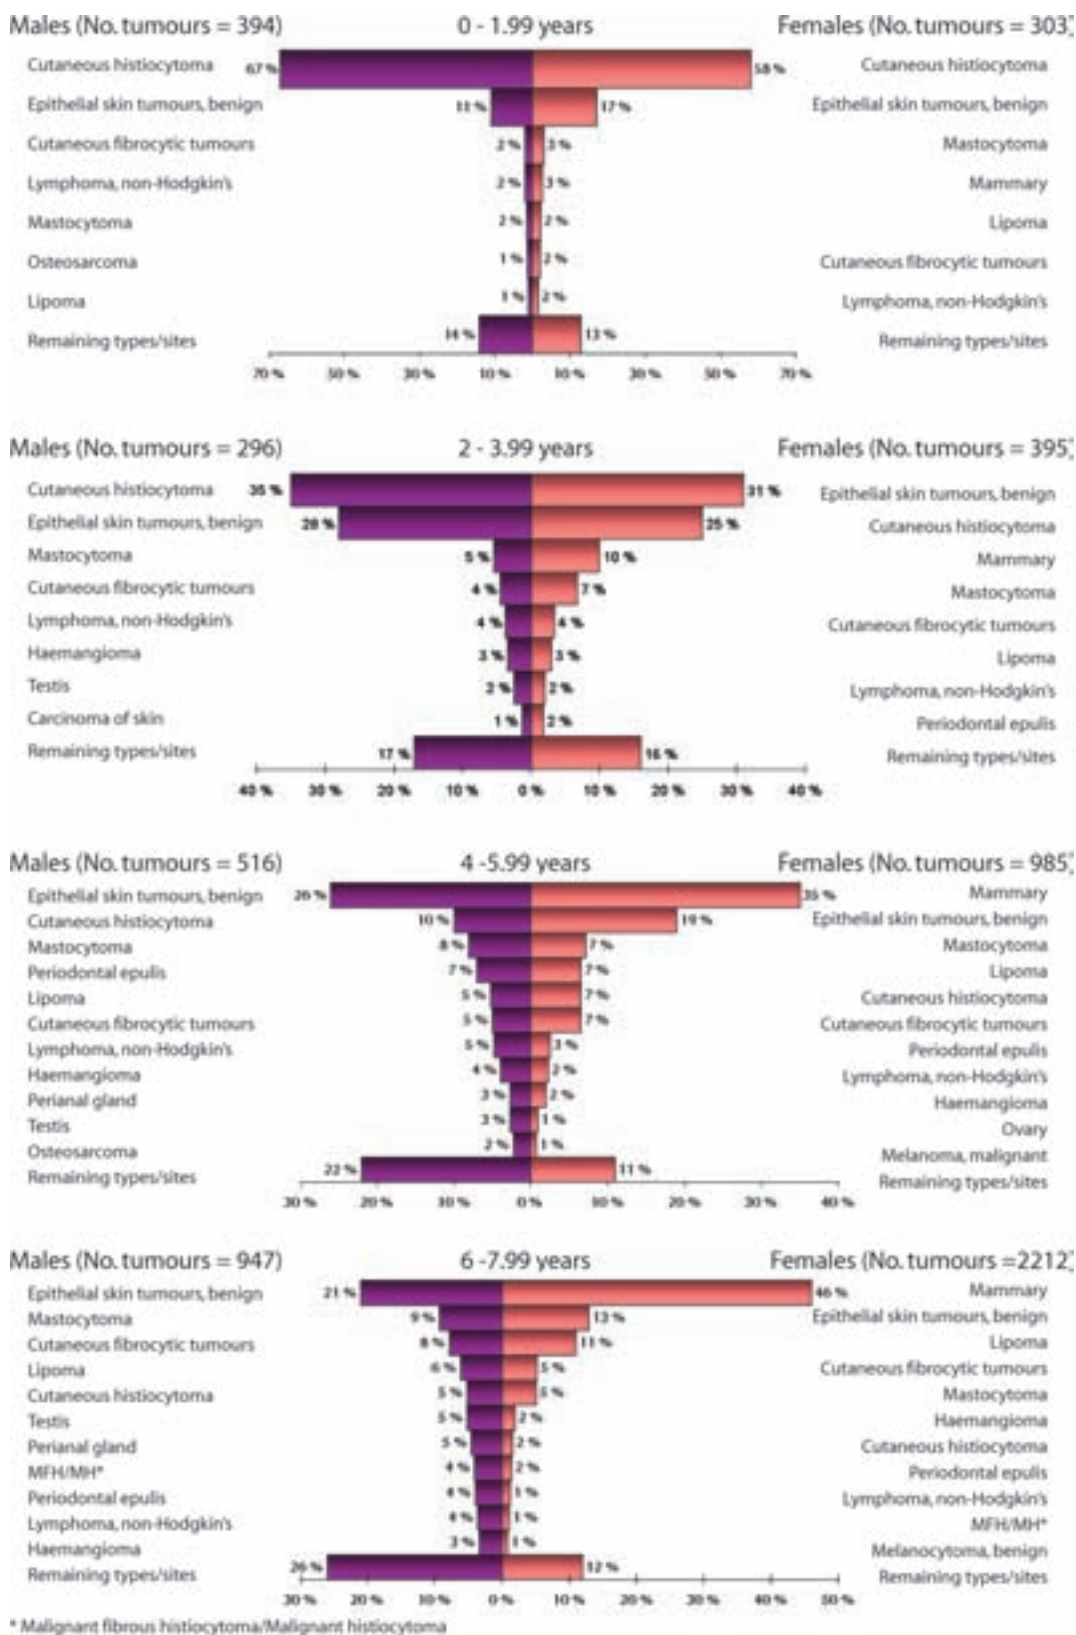 Males (No. tumours = 394) 0 - 1.99 years Females (No. tumours = 303)
Cutaneous histiocytoma 67 % 58 % Cutaneous histiocytoma
Epithelial skin tumours, benign 11 % 17 % Epithelial skin tumours, benign
Cutaneous fibrocytic tumours 2 % 3 % Mastocytoma
Lymphoma, non-Hodgkin's 2 % 3 % Mammary
Mastocytoma 2 % 2 % Lipoma
Osteosarcoma 1 % 2 % Cutaneous fibrocytic tumours
Lipoma 1 % 2 % Lymphoma, non-Hodgkin's
Remaining types/sites 14 % 13 % Remaining types/sites
70 % 50 % 30 % 10 % 10 % 30 % 50 % 70 %
Males (No. tumours = 296) 2 - 3.99 years Females (No. tumours = 395)
Cutaneous histiocytoma 35 % 31 % Epithelial skin tumours, benign
Epithelial skin tumours, benign 28 % 25 % Cutaneous histiocytoma
Mastocytoma 5 % 10 % Mammary
Cutaneous fibrocytic tumours 4 % 7 % Mastocytoma
Lymphoma, non-Hodgkin's 4 % 4 % Cutaneous fibrocytic tumours
Haemangioma 3 % 3 % Lipoma
Testis 2 % 2 % Lymphoma, non-Hodgkin's
Carcinoma of skin 1 % 2 % Periodontal epulis
Remaining types/sites 17 % 16 % Remaining types/sites
40 % 30 % 20 % 10 % 0 % 10 % 20 % 30 % 40 %
Males (No. tumours = 516) 4 -5.99 years Females (No. tumours = 985)
Epithelial skin tumours, benign 26 % 35 % Mammary
Cutaneous histiocytoma 10 % 19 % Epithelial skin tumours, benign
Mastocytoma 8 % 7 % Mastocytoma
Periodontal epulis 7 % 7 % Lipoma
Lipoma 5 % 7 % Cutaneous histiocytoma
Cutaneous fibrocytic tumours 5 % 7 % Cutaneous fibrocytic tumours
Lymphoma, non-Hodgkin's 5 % 3 % Periodontal epulis
Haemangioma 4 % 2 % Lymphoma, non-Hodgkin's
Perianal gland 3 % 2 % Haemangioma
Testis 3 % 1 % Ovary
Osteosarcoma 2 % 1 % Melanoma, malignant
Remaining types/sites 22 % 11 % Remaining types/sites
30 % 20 % 10 % 0 % 10 % 20 % 30 % 40 %
Males (No. tumours = 947) 6 -7.99 years Females (No. tumours =2212)
Epithelial skin tumours, benign 21 % 46 % Mammary
Mastocytoma 9 % 13 % Epithelial skin tumours, benign
Cutaneous fibrocytic tumours 8 % 11 % Lipoma
Lipoma 6 % 5 % Cutaneous fibrocytic tumours
Cutaneous histiocytoma 5 % 5 % Mastocytoma
Testis 5 % 2 % Haemangioma
Perianal gland 5 % 2 % Cutaneous histiocytoma
MFH/MH* 4 % 2 % Periodontal epulis
Periodontal epulis 4 % 1 % Lymphoma, non-Hodgkin's
Lymphoma, non-Hodgkin's 4 % 1 % MFH/MH*
Haemangioma 3 % 1 % Melanocytoma, benign
Remaining types/sites 26 % 12 % Remaining types/sites
30 % 20 % 10 % 0 % 10 % 20 % 30 % 40 % 50 %
* Malignant fibrous histiocytoma/Malignant histiocytoma